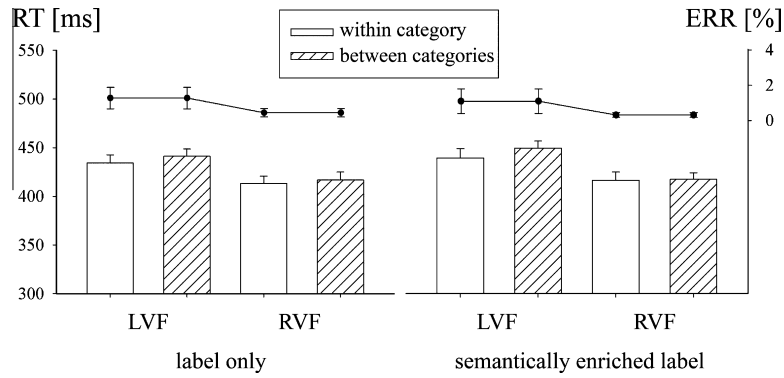 RT [ms]
ERR [%]
within category
between categories
550
500
450
400
350
300
4
2
0
LVF
RVF
LVF
RVF
label only
semantically enriched label